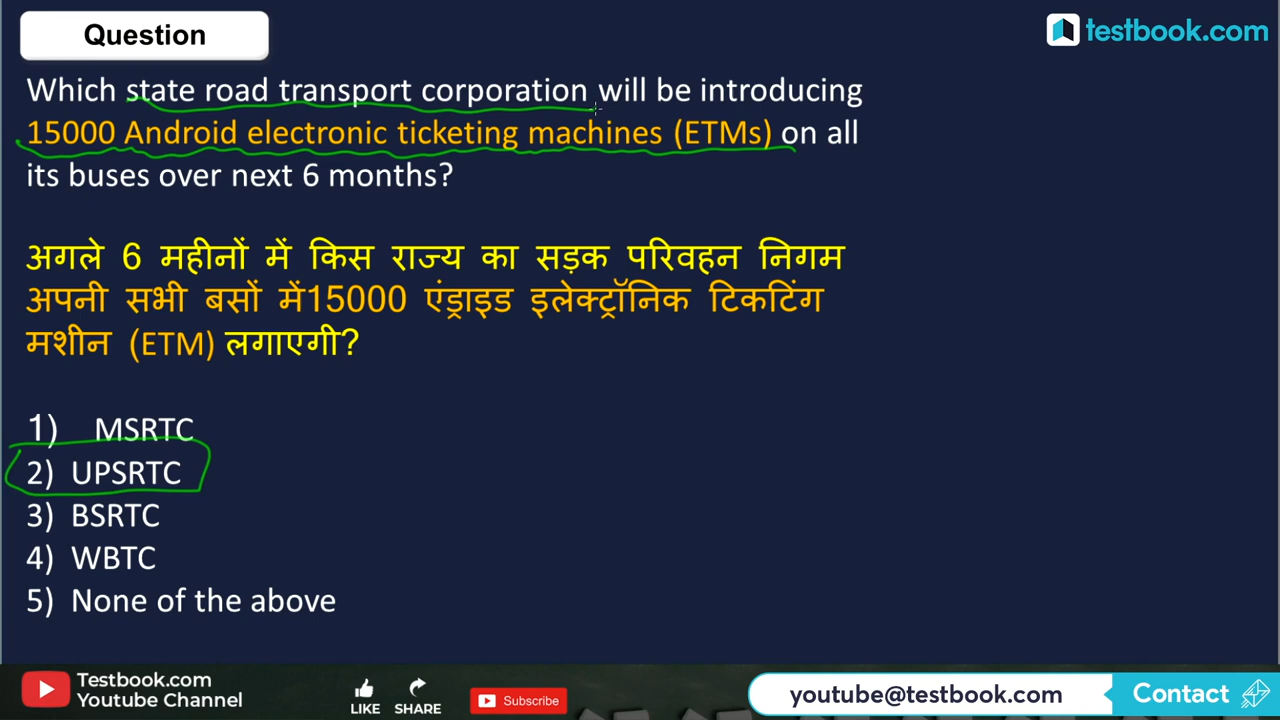 Question
testbook.com
Which state road transport corporation will be introducing
15000 Android electronic ticketing machines (ETMs) on all
its buses over next 6 months?
अगले 6 महीनों में किस राज्य का सड़क परिवहन निगम
अपनी सभी बसों में15000 एंड्राइड इलेक्ट्रॉनिक टिकटिंग
मशीन (ETM) लगाएगी?
1) MSRTC
2) UPSRTC
3) BSRTC
4) WBTC
5) None of the above
Testbook.com
Youtube Channel
LIKE
SHARE
Subscribe
youtube@testbook.com
Contact